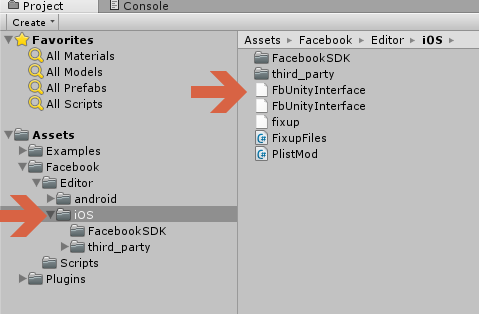 Project
Console
Create
Favorites
All Materials
All Models
All Prefabs
All Scripts
Assets
Examples
Facebook
Editor
android
iOS
FacebookSDK
third_party
Scripts
Plugins
Assets Facebook Editor iOS
FacebookSDK
third_party
FbUnityInterface
FbUnityInterface
fixup
FixupFiles
PlistMod